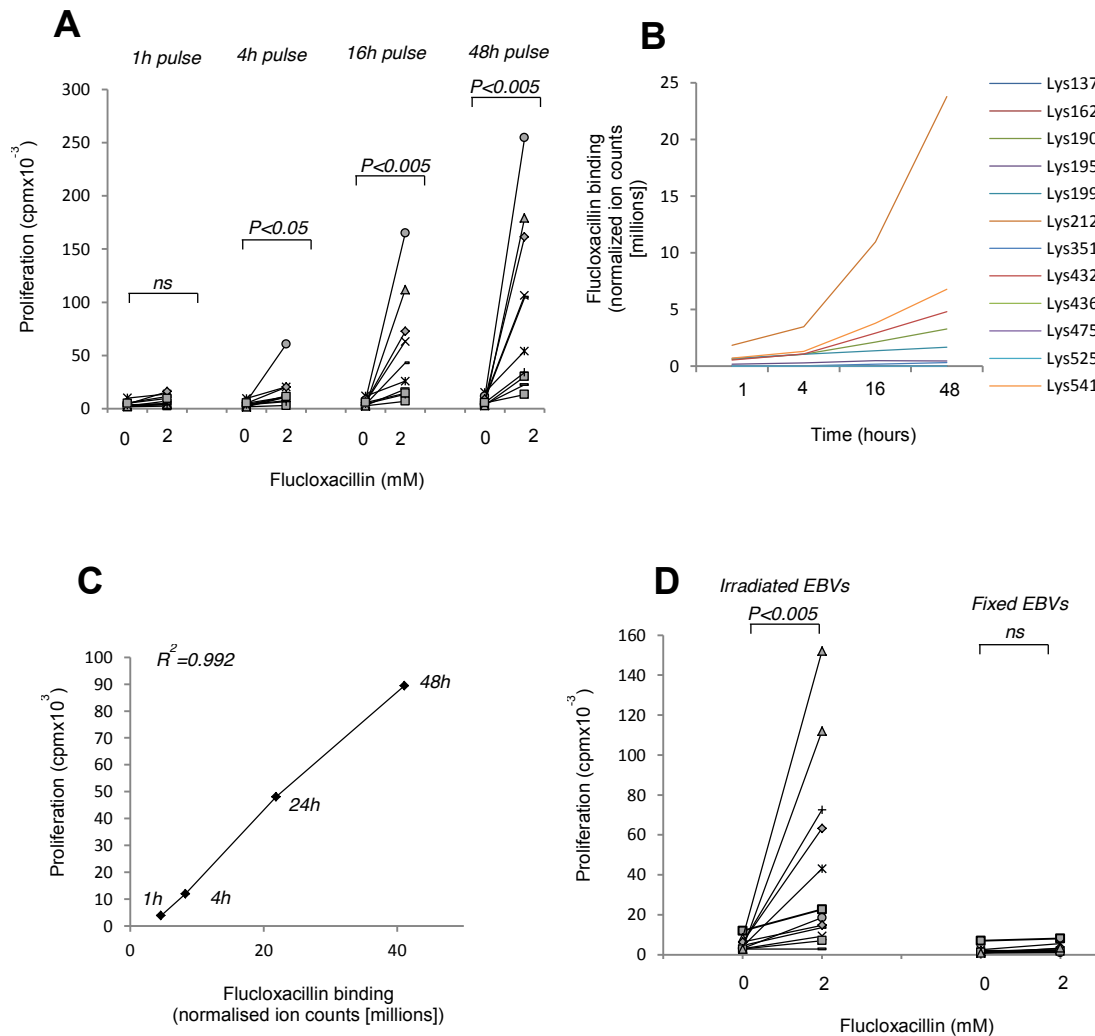 A
1h pulse 4h pulse 16h pulse 48h pulse
P<0.005
P<0.005
P<0.05
ns
300
250
200
150
100
50
0
Proliferation (cpmx10⁻³)
0 2 0 2 0 2 0 2
Flucloxacillin (mM)
B
25
20
15
10
5
0
Flucloxacillin binding
(normalized ion counts
[millions])
1 4 16 48
Time (hours)
Lys137
Lys162
Lys190
Lys195
Lys199
Lys212
Lys351
Lys432
Lys436
Lys475
Lys525
Lys541
C
R²=0.992
100
90
80
70
60
50
40
30
20
10
0
Proliferation (cpmx10³)
48h
24h
4h
1h
0 20 40
Flucloxacillin binding
(normalised ion counts [millions])
D
Irradiated EBVs Fixed EBVs
P<0.005 ns
160
140
120
100
80
60
40
20
0
Proliferation (cpmx10⁻³)
0 2 0 2
Flucloxacillin (mM)